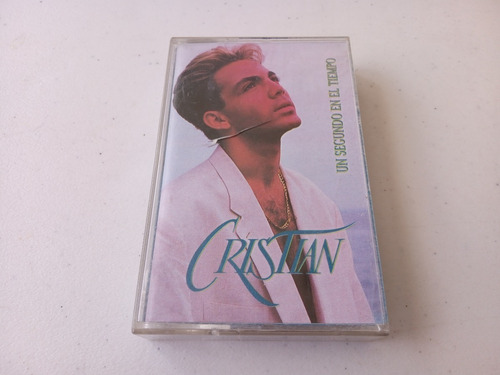 UN SEGUNDO EN EL TIEMPO
CRISTIAN